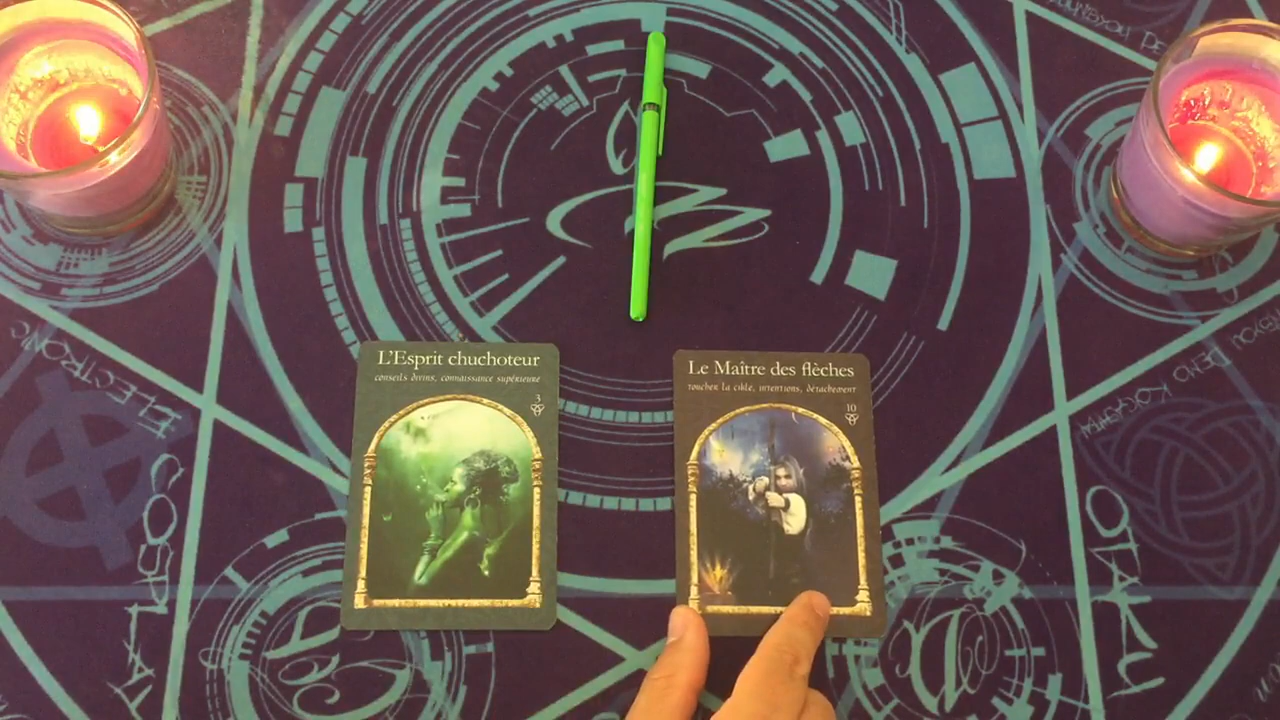 L'Esprit chuchoteur
conseils divins, connaissance supérieure
3
Le Maître des flèches
toucher la cible, intentions, détachement
10
ELECTRONIC
COSPLAY
OTAKU